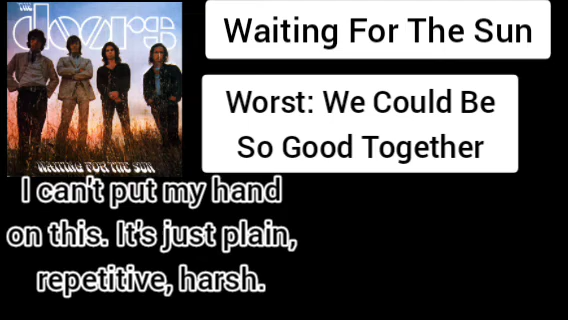 THE
doors
WAITING FOR THE SUN
Waiting For The Sun
Worst: We Could Be
So Good Together
I can't put my hand
on this. It's just plain,
repetitive, harsh.